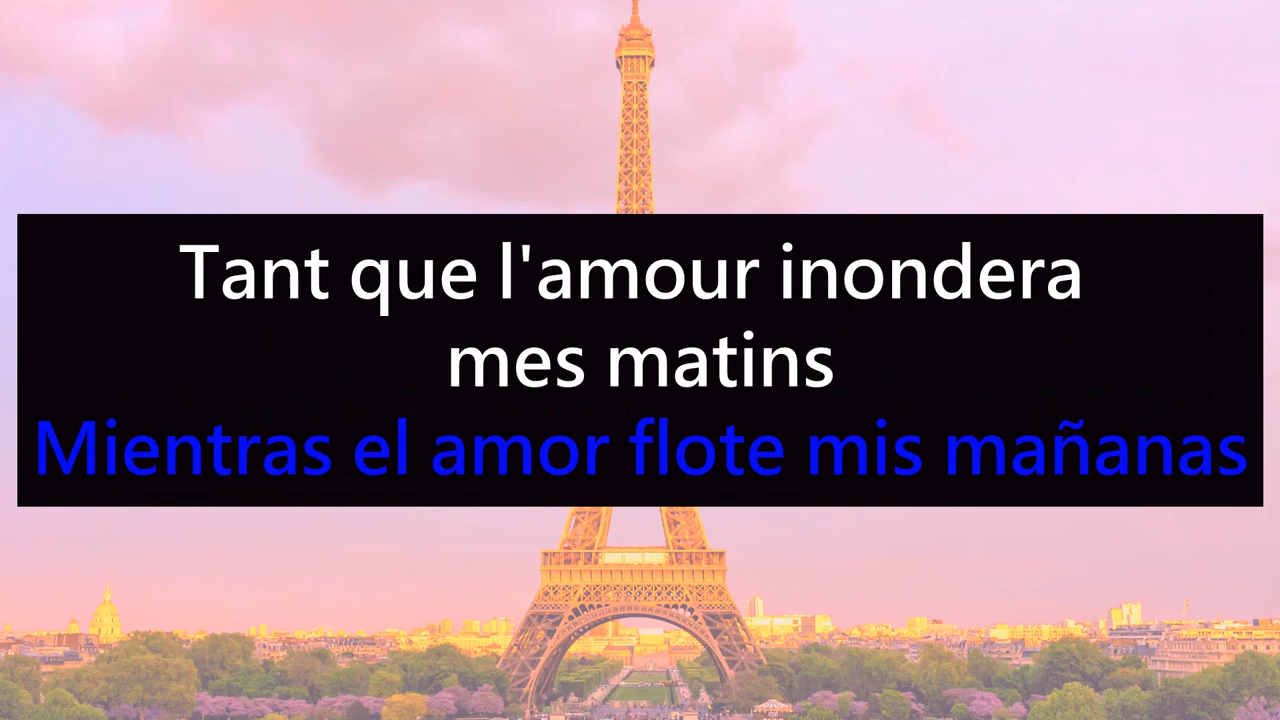 Tant que l'amour inondera
mes matins
Mientras el amor flote mis mañanas